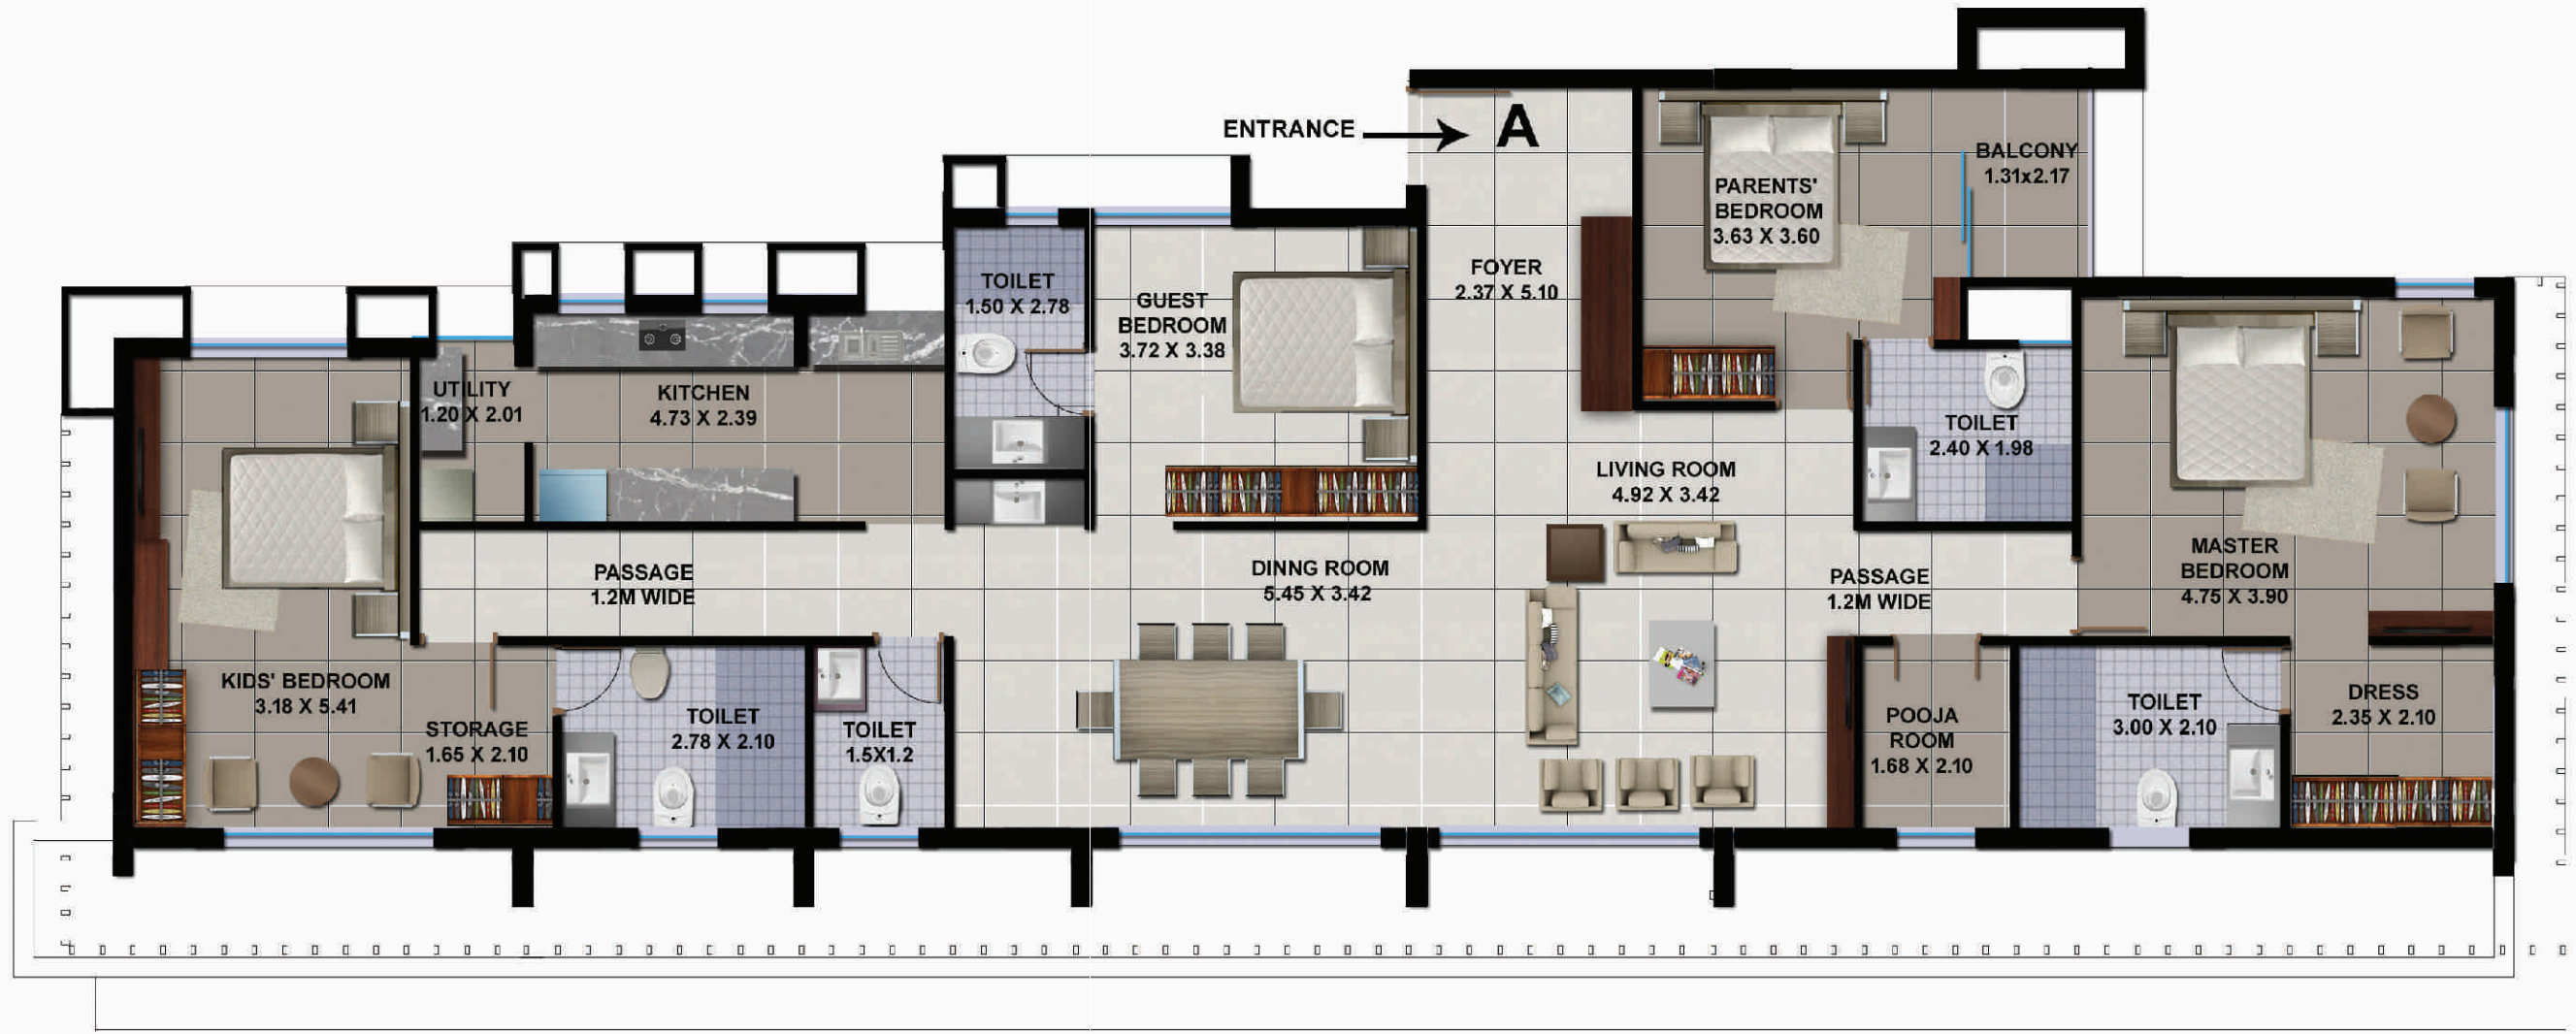 ENTRANCE
A
BALCONY
1.31x2.17
PARENTS'
BEDROOM
3.63 X 3.60
FOYER
2.37 X 5.10
TOILET
1.50 X 2.78
GUEST
BEDROOM
3.72 X 3.38
UTILITY
1.20 X 2.01
KITCHEN
4.73 X 2.39
TOILET
2.40 X 1.98
LIVING ROOM
4.92 X 3.42
PASSAGE
1.2M WIDE
DINNG ROOM
5.45 X 3.42
PASSAGE
1.2M WIDE
MASTER
BEDROOM
4.75 X 3.90
KIDS' BEDROOM
3.18 X 5.41
STORAGE
1.65 X 2.10
TOILET
2.78 X 2.10
TOILET
1.5X1.2
POOJA
ROOM
1.68 X 2.10
TOILET
3.00 X 2.10
DRESS
2.35 X 2.10